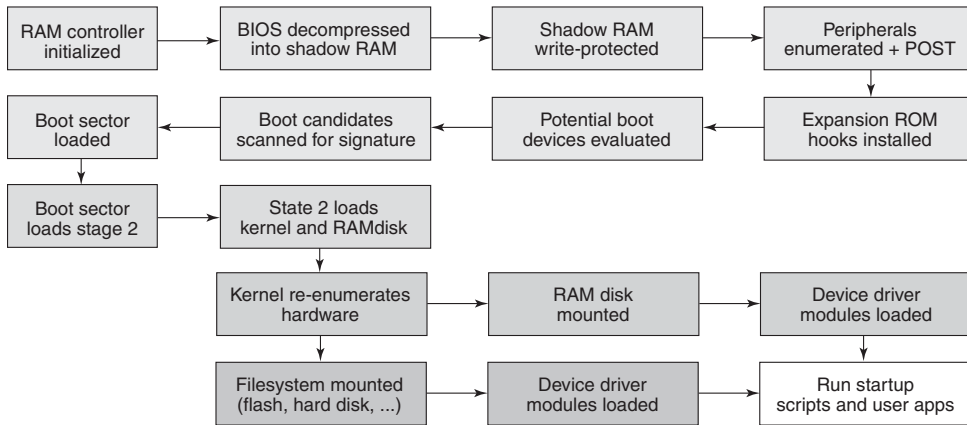 RAM controller
initialized
BIOS decompressed
into shadow RAM
Shadow RAM
write-protected
Peripherals
enumerated + POST
Boot sector
loaded
Boot candidates
scanned for signature
Potential boot
devices evaluated
Expansion ROM
hooks installed
Boot sector
loads stage 2
State 2 loads
kernel and RAMdisk
Kernel re-enumerates
hardware
RAM disk
mounted
Device driver
modules loaded
Filesystem mounted
(flash, hard disk, ...)
Device driver
modules loaded
Run startup
scripts and user apps